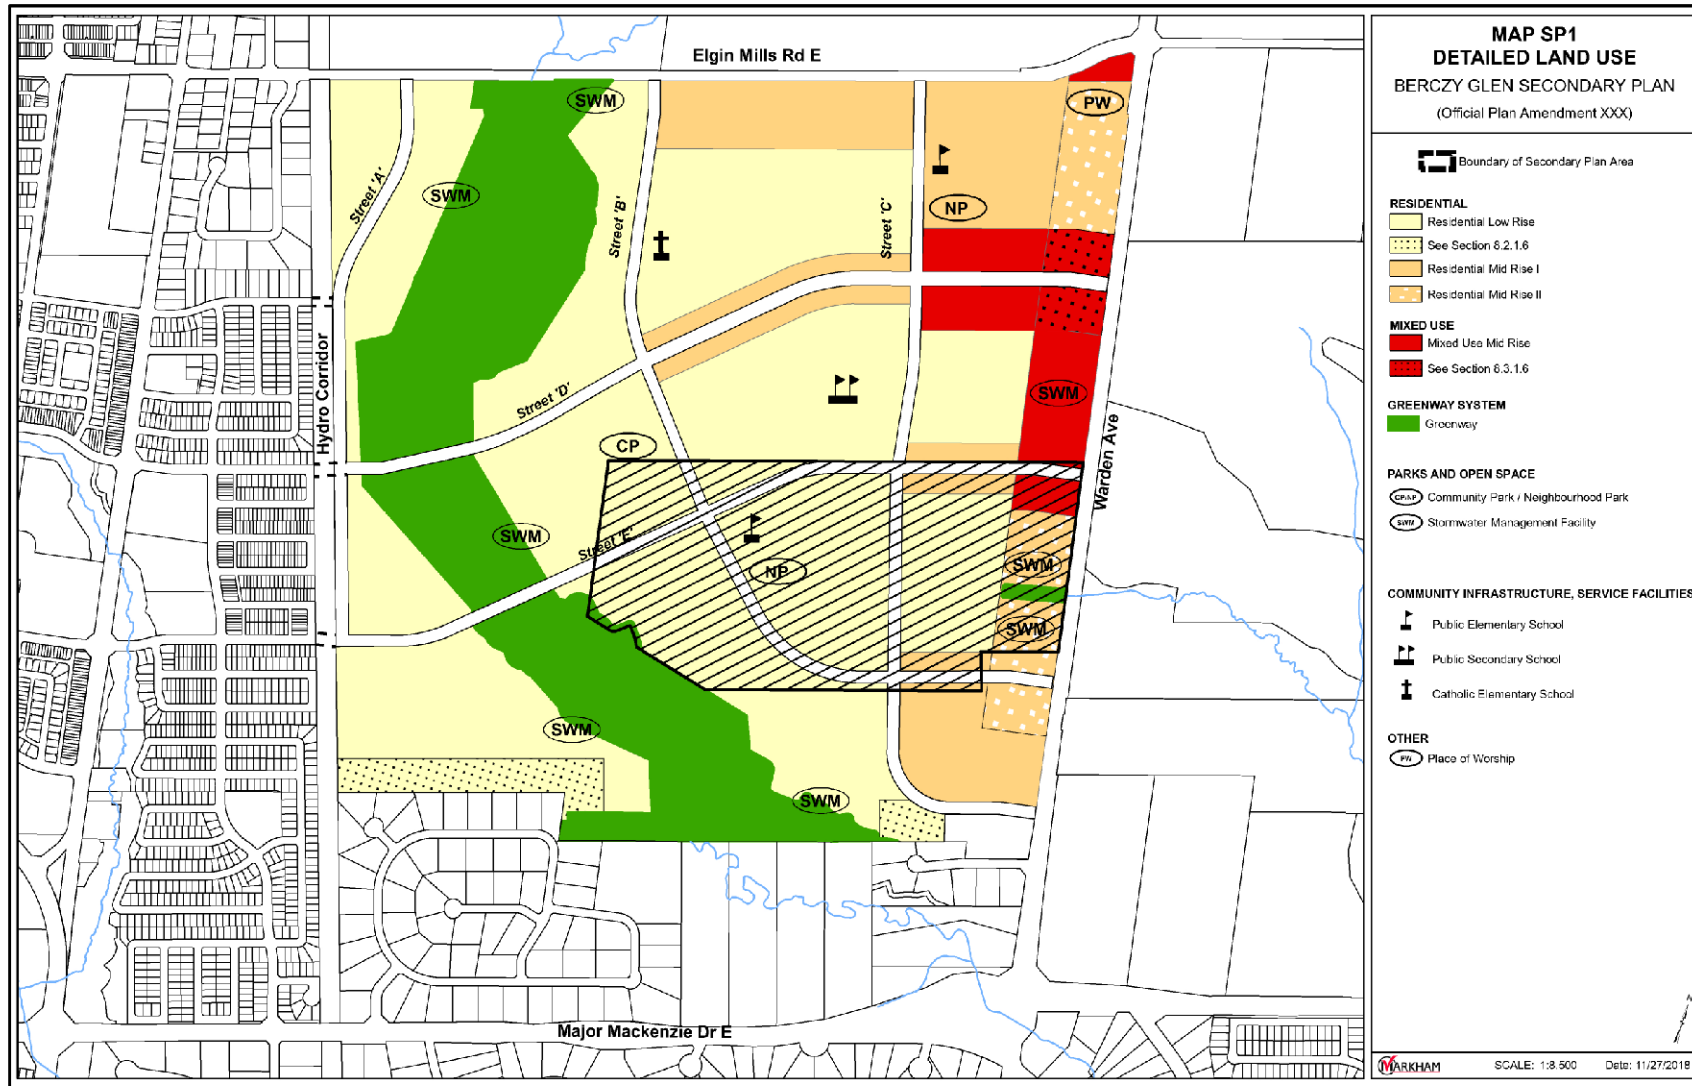 MAP SP1
DETAILED LAND USE
BERCZY GLEN SECONDARY PLAN
(Official Plan Amendment XXX)
Boundary of Secondary Plan Area
RESIDENTIAL
Residential Low Rise
See Section 8.2.1.6
Residential Mid Rise I
Residential Mid Rise II
MIXED USE
Mixed Use Mid Rise
See Section 8.3.1.6
GREENWAY SYSTEM
Greenway
PARKS AND OPEN SPACE
CP/NP Community Park / Neighbourhood Park
SWM Stormwater Management Facility
COMMUNITY INFRASTRUCTURE, SERVICE FACILITIES
Public Elementary School
Public Secondary School
Catholic Elementary School
OTHER
PW Place of Worship
MARKHAM
SCALE: 1:8,500
Date: 11/27/2018
N
Elgin Mills Rd E
SWM
PW
SWM
Street 'A'
Street 'B'
Street 'C'
NP
Hydro Corridor
Street 'D'
SWM
CP
Warden Ave
SWM
Street 'E'
NP
SWM
SWM
SWM
SWM
Major Mackenzie Dr E